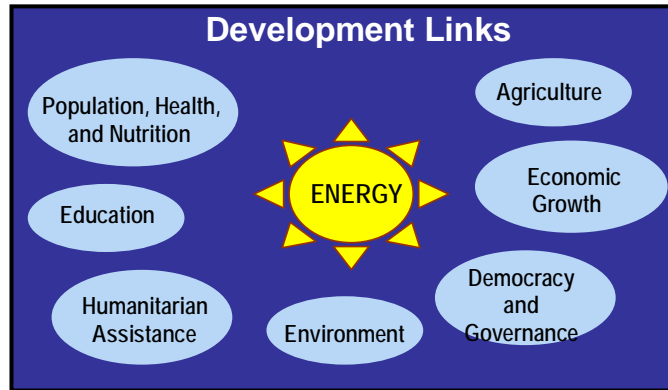 Development Links
Population, Health,
and Nutrition
Agriculture
ENERGY
Education
Economic
Growth
Humanitarian
Assistance
Environment
Democracy
and
Governance